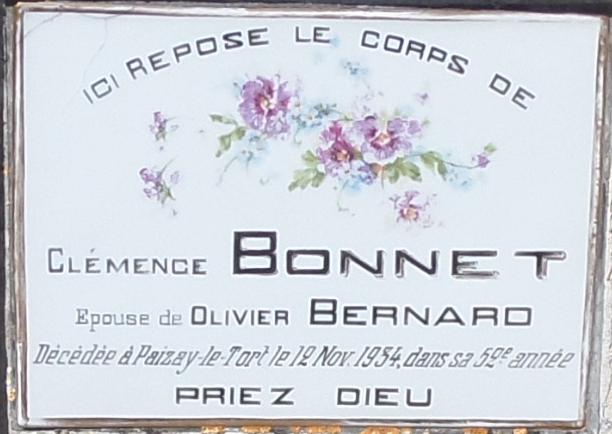 ICI REPOSE LE CORPS DE
CLÉMENCE BONNET
Epouse de OLIVIER BERNARD
Décédée à Paizay-le-Tort le 12 Nov. 1934, dans sa 52e année
PRIEZ DIEU